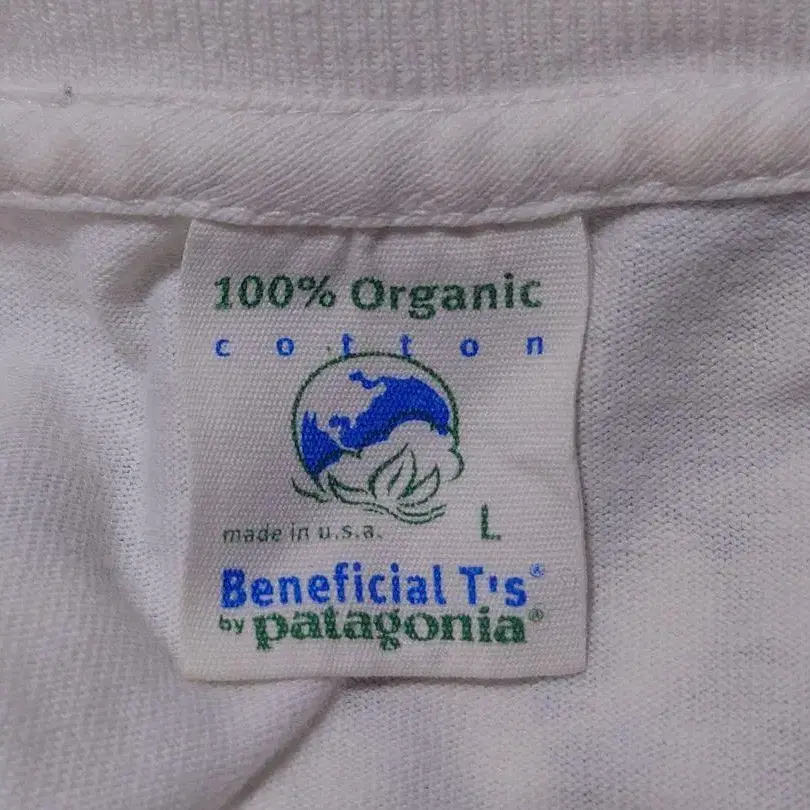 100% Organic
cotton
made in u.s.a.
L
Beneficial T's®
by patagonia®